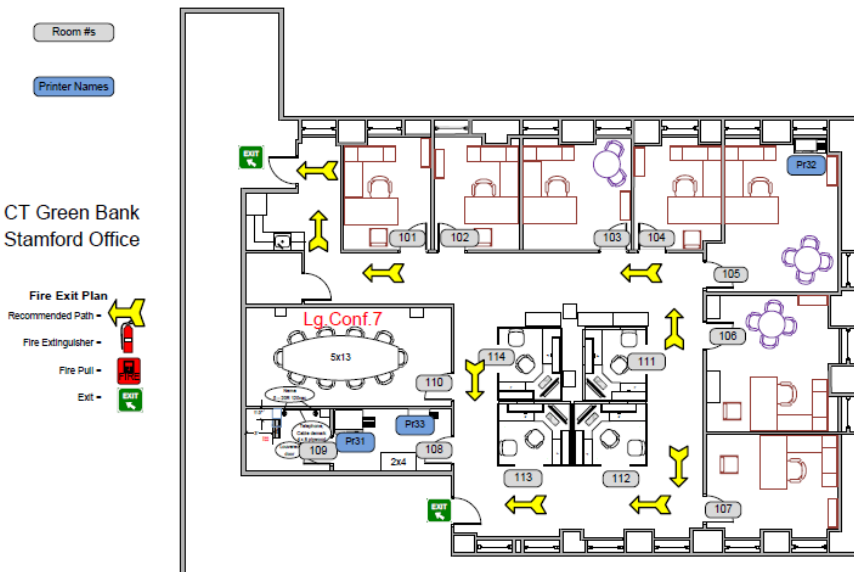 Room #s
Printer Names
CT Green Bank
Stamford Office
Fire Exit Plan
Recommended Path -
Fire Extinguisher -
Fire Pull -
FIRE
Exit -
EXIT
EXIT
Pr32
101
102
103
104
105
Lg.Conf.7
5x13
106
114
111
110
Pr33
Pr31
109
108
2x4
113
112
107
EXIT